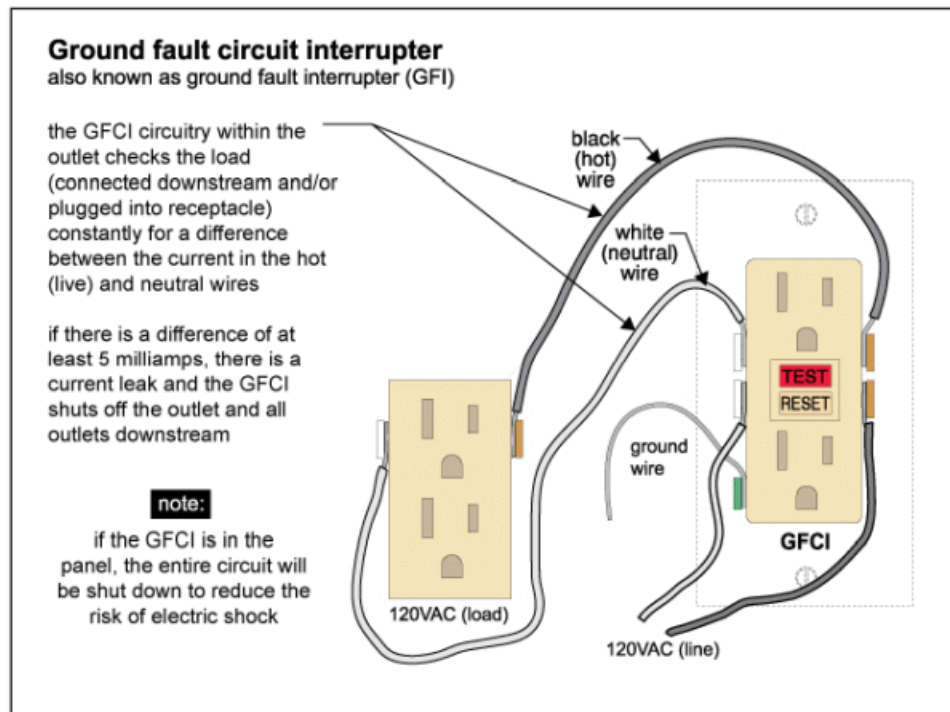 Ground fault circuit interrupter
also known as ground fault interrupter (GFI)
the GFCI circuitry within the
outlet checks the load
(connected downstream and/or
plugged into receptacle)
constantly for a difference
between the current in the hot
(live) and neutral wires
if there is a difference of at
least 5 milliamps, there is a
current leak and the GFCI
shuts off the outlet and all
outlets downstream
note:
if the GFCI is in the
panel, the entire circuit will
be shut down to reduce the
risk of electric shock
black
(hot)
wire
white
(neutral)
wire
TEST
RESET
ground
wire
GFCI
120VAC (load)
120VAC (line)